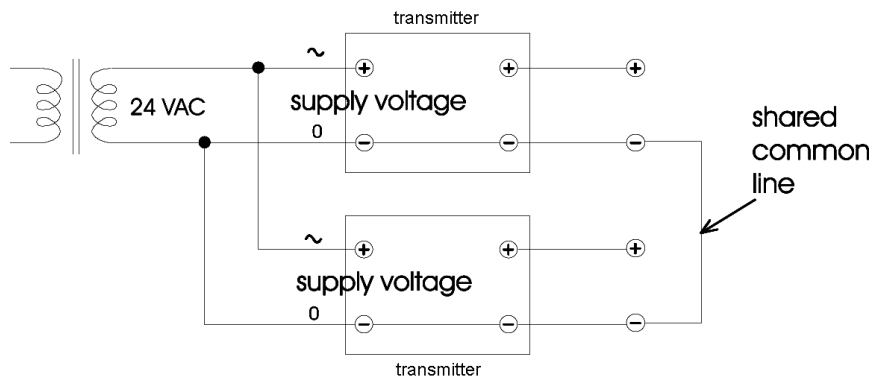 transmitter
~
24 VAC
supply voltage
0
shared
common
line
~
supply voltage
0
transmitter